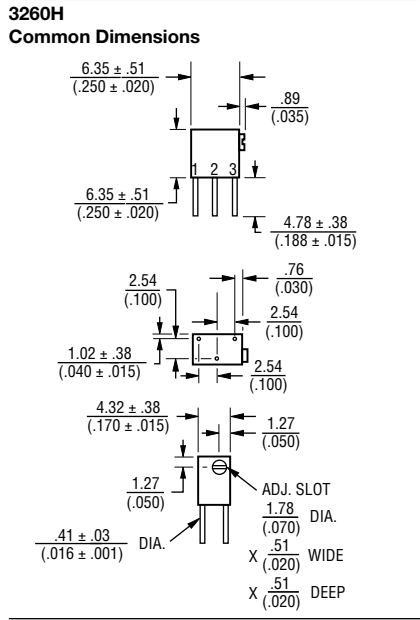 3260H
Common Dimensions
6.35 ± .51
(.250 ± .020)
.89
(.035)
1 2 3
6.35 ± .51
(.250 ± .020)
4.78 ± .38
(.188 ± .015)
.76
(.030)
2.54
(.100)
2.54
(.100)
1.02 ± .38
(.040 ± .015)
2.54
(.100)
4.32 ± .38
(.170 ± .015)
1.27
(.050)
1.27
(.050)
ADJ. SLOT
1.78
(.070) DIA.
.41 ± .03
(.016 ± .001) DIA.
X .51
(.020) WIDE
X .51
(.020) DEEP